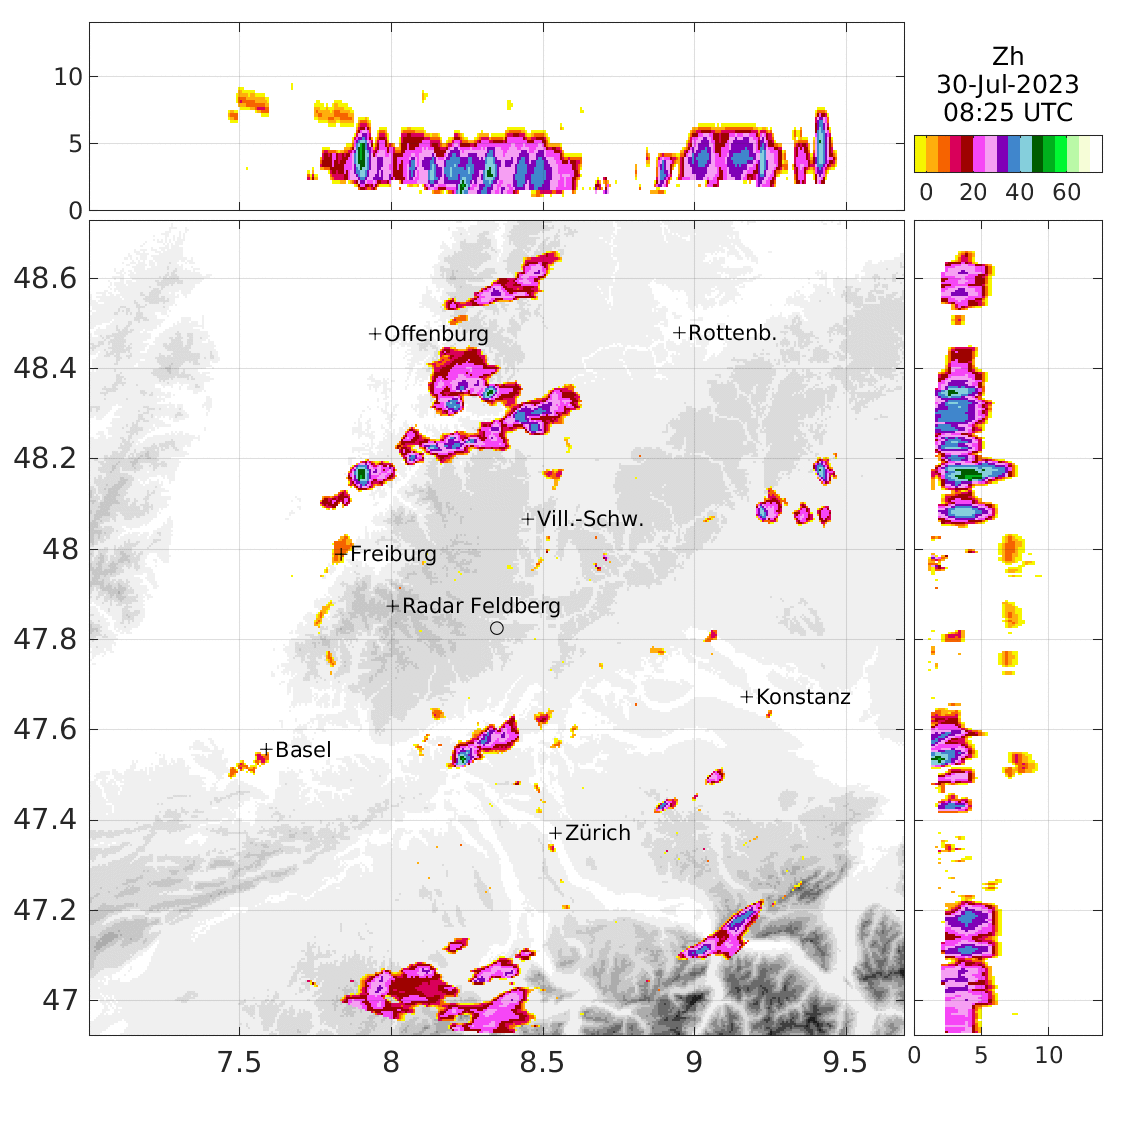 10
5
0
Zh
30-Jul-2023
08:25 UTC
0 20 40 60
48.6
48.4
48.2
48
47.8
47.6
47.4
47.2
47
+Offenburg
+Rottenb.
+Vill.-Schw.
+Freiburg
+Radar Feldberg
+Konstanz
+Basel
+Zürich
7.5 8 8.5 9 9.5
0 5 10